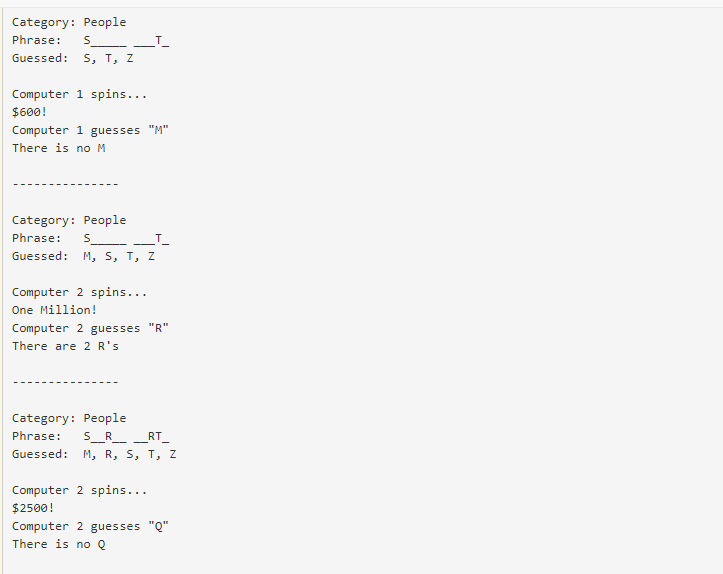 Category: People
Phrase:   S_____ ___T_
Guessed:  S, T, Z
Computer 1 spins...
$600!
Computer 1 guesses "M"
There is no M
---------------
Category: People
Phrase:   S_____ ___T_
Guessed:  M, S, T, Z
Computer 2 spins...
One Million!
Computer 2 guesses "R"
There are 2 R's
---------------
Category: People
Phrase:   S__R__ __RT_
Guessed:  M, R, S, T, Z
Computer 2 spins...
$2500!
Computer 2 guesses "Q"
There is no Q